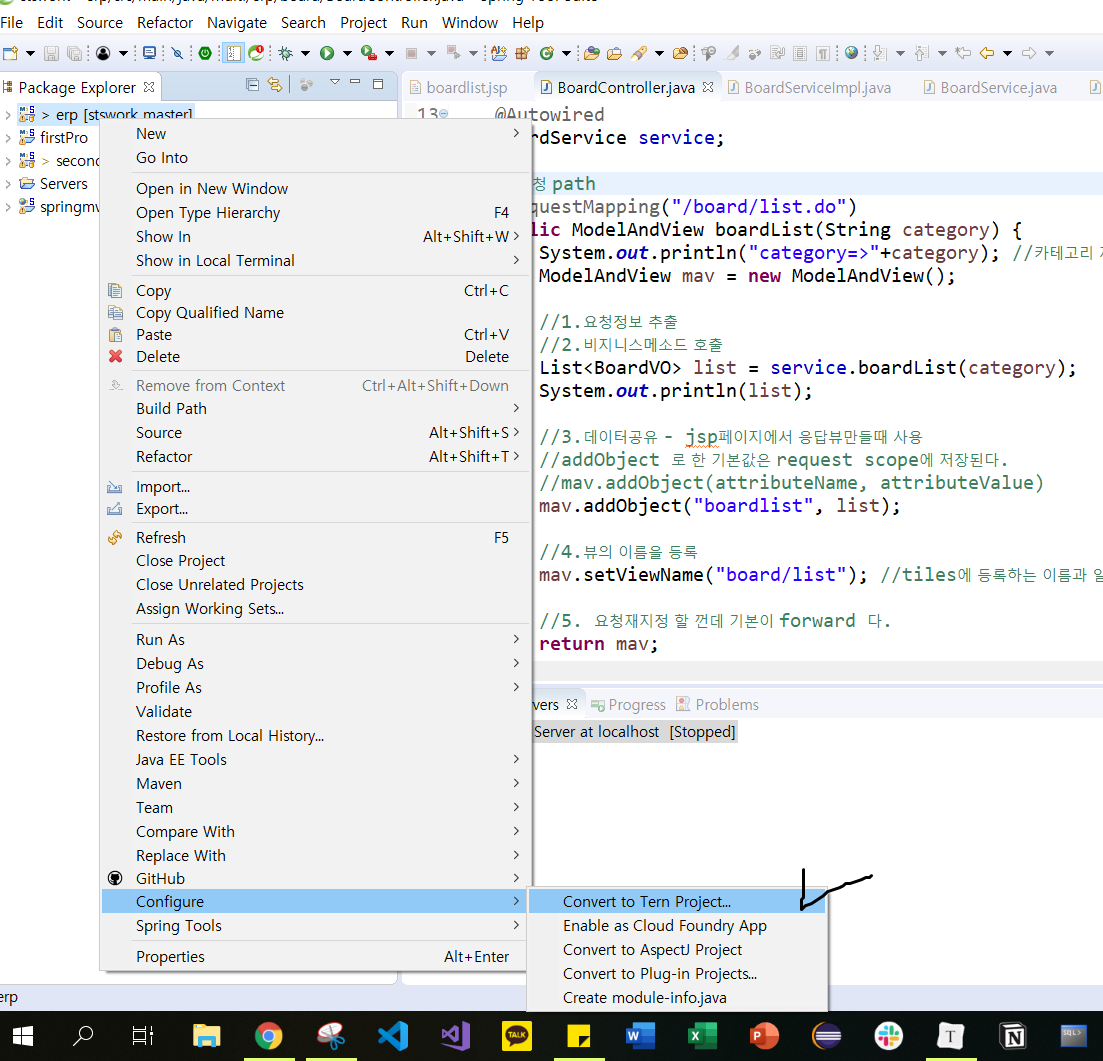 File Edit Source Refactor Navigate Search Project Run Window Help
Package Explorer
boardlist.jsp BoardController.java BoardServiceImpl.java BoardService.java
> erp [stswork master]
firstPro
> second
Servers
springmv
New
Go Into
Open in New Window
Open Type Hierarchy F4
Show In Alt+Shift+W
Show in Local Terminal
Copy Ctrl+C
Copy Qualified Name
Paste Ctrl+V
Delete Delete
Remove from Context Ctrl+Alt+Shift+Down
Build Path
Source Alt+Shift+S
Refactor Alt+Shift+T
Import...
Export...
Refresh F5
Close Project
Close Unrelated Projects
Assign Working Sets...
Run As
Debug As
Profile As
Validate
Restore from Local History...
Java EE Tools
Maven
Team
Compare With
Replace With
GitHub
Configure
Spring Tools
Properties Alt+Enter
Convert to Tern Project...
Enable as Cloud Foundry App
Convert to AspectJ Project
Convert to Plug-in Projects...
Create module-info.java
13 @Autowired
rdService service;
청 path
questMapping("/board/list.do")
lic ModelAndView boardList(String category) {
System.out.println("category=>"+category); //카테고리
ModelAndView mav = new ModelAndView();
//1.요청정보 추출
//2.비지니스메소드 호출
List<BoardVO> list = service.boardList(category);
System.out.println(list);
//3.데이터공유 - jsp페이지에서 응답뷰만들때 사용
//addObject 로 한 기본값은 request scope에 저장된다.
//mav.addObject(attributeName, attributeValue)
mav.addObject("boardlist", list);
//4.뷰의 이름을 등록
mav.setViewName("board/list"); //tiles에 등록하는 이름과
//5. 요청재지정 할 껀데 기본이 forward 다.
return mav;
vers Progress Problems
Server at localhost [Stopped]
erp
TALK